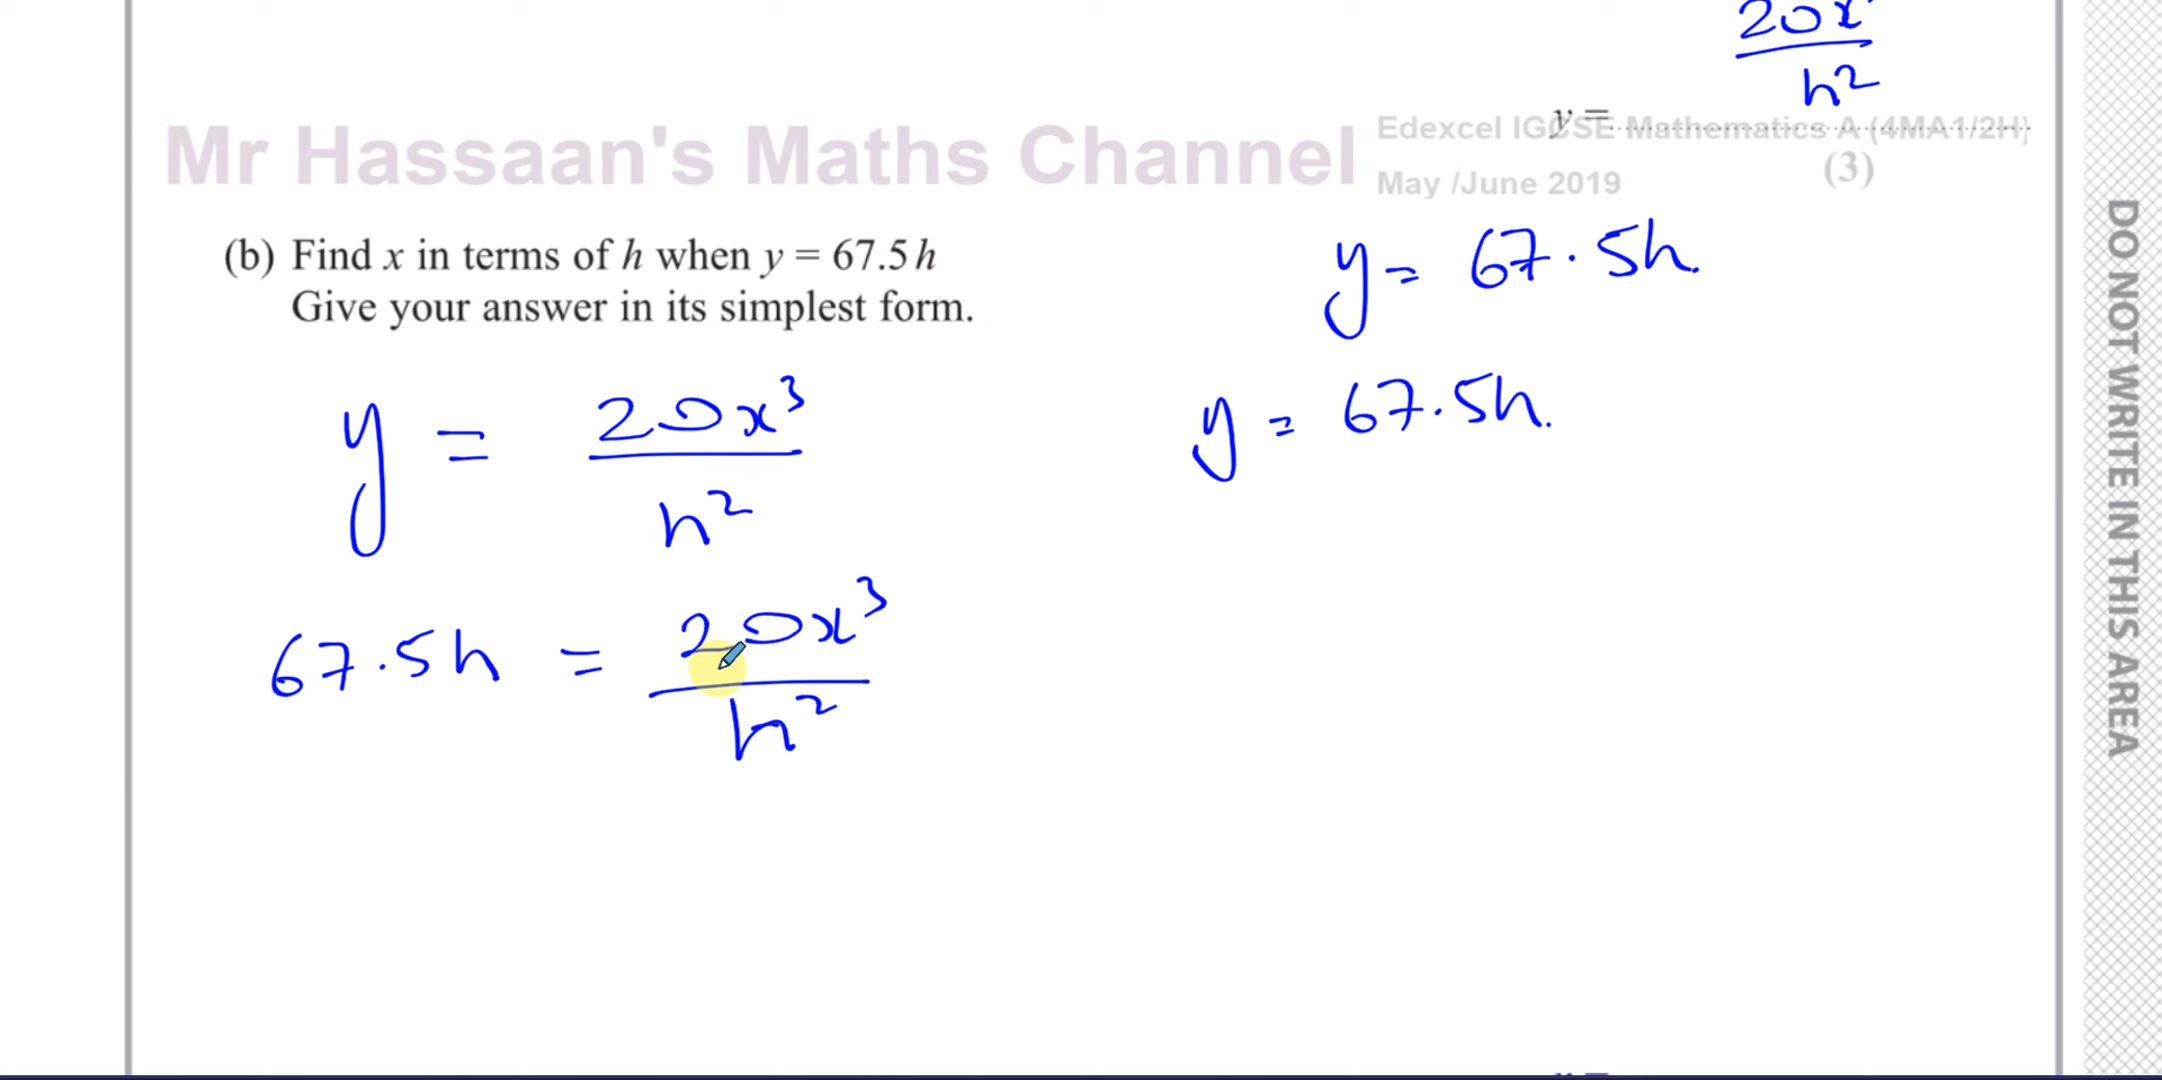 20x
h²
y =
Mr Hassaan's Maths Channel
Edexcel IGCSE Mathematics A (4MA1/2H)
May /June 2019
(3)
(b) Find x in terms of h when y = 67.5h
Give your answer in its simplest form.
y = 67.5h.
y = 67.5h.
y = 20x³
h²
67.5h = 20x³
h²
DO NOT WRITE IN THIS AREA